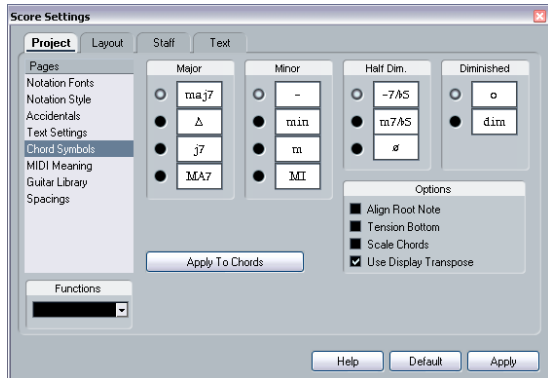 Score Settings
Project Layout Staff Text
Pages
Notation Fonts
Notation Style
Accidentals
Text Settings
Chord Symbols
MIDI Meaning
Guitar Library
Spacings
Functions
Major
maj7
Δ
j7
MA7
Minor
-
min
m
MI
Half Dim.
-7/♭5
m7/♭5
ø
Diminished
o
dim
Options
Align Root Note
Tension Bottom
Scale Chords
Use Display Transpose
Apply To Chords
Help Default Apply